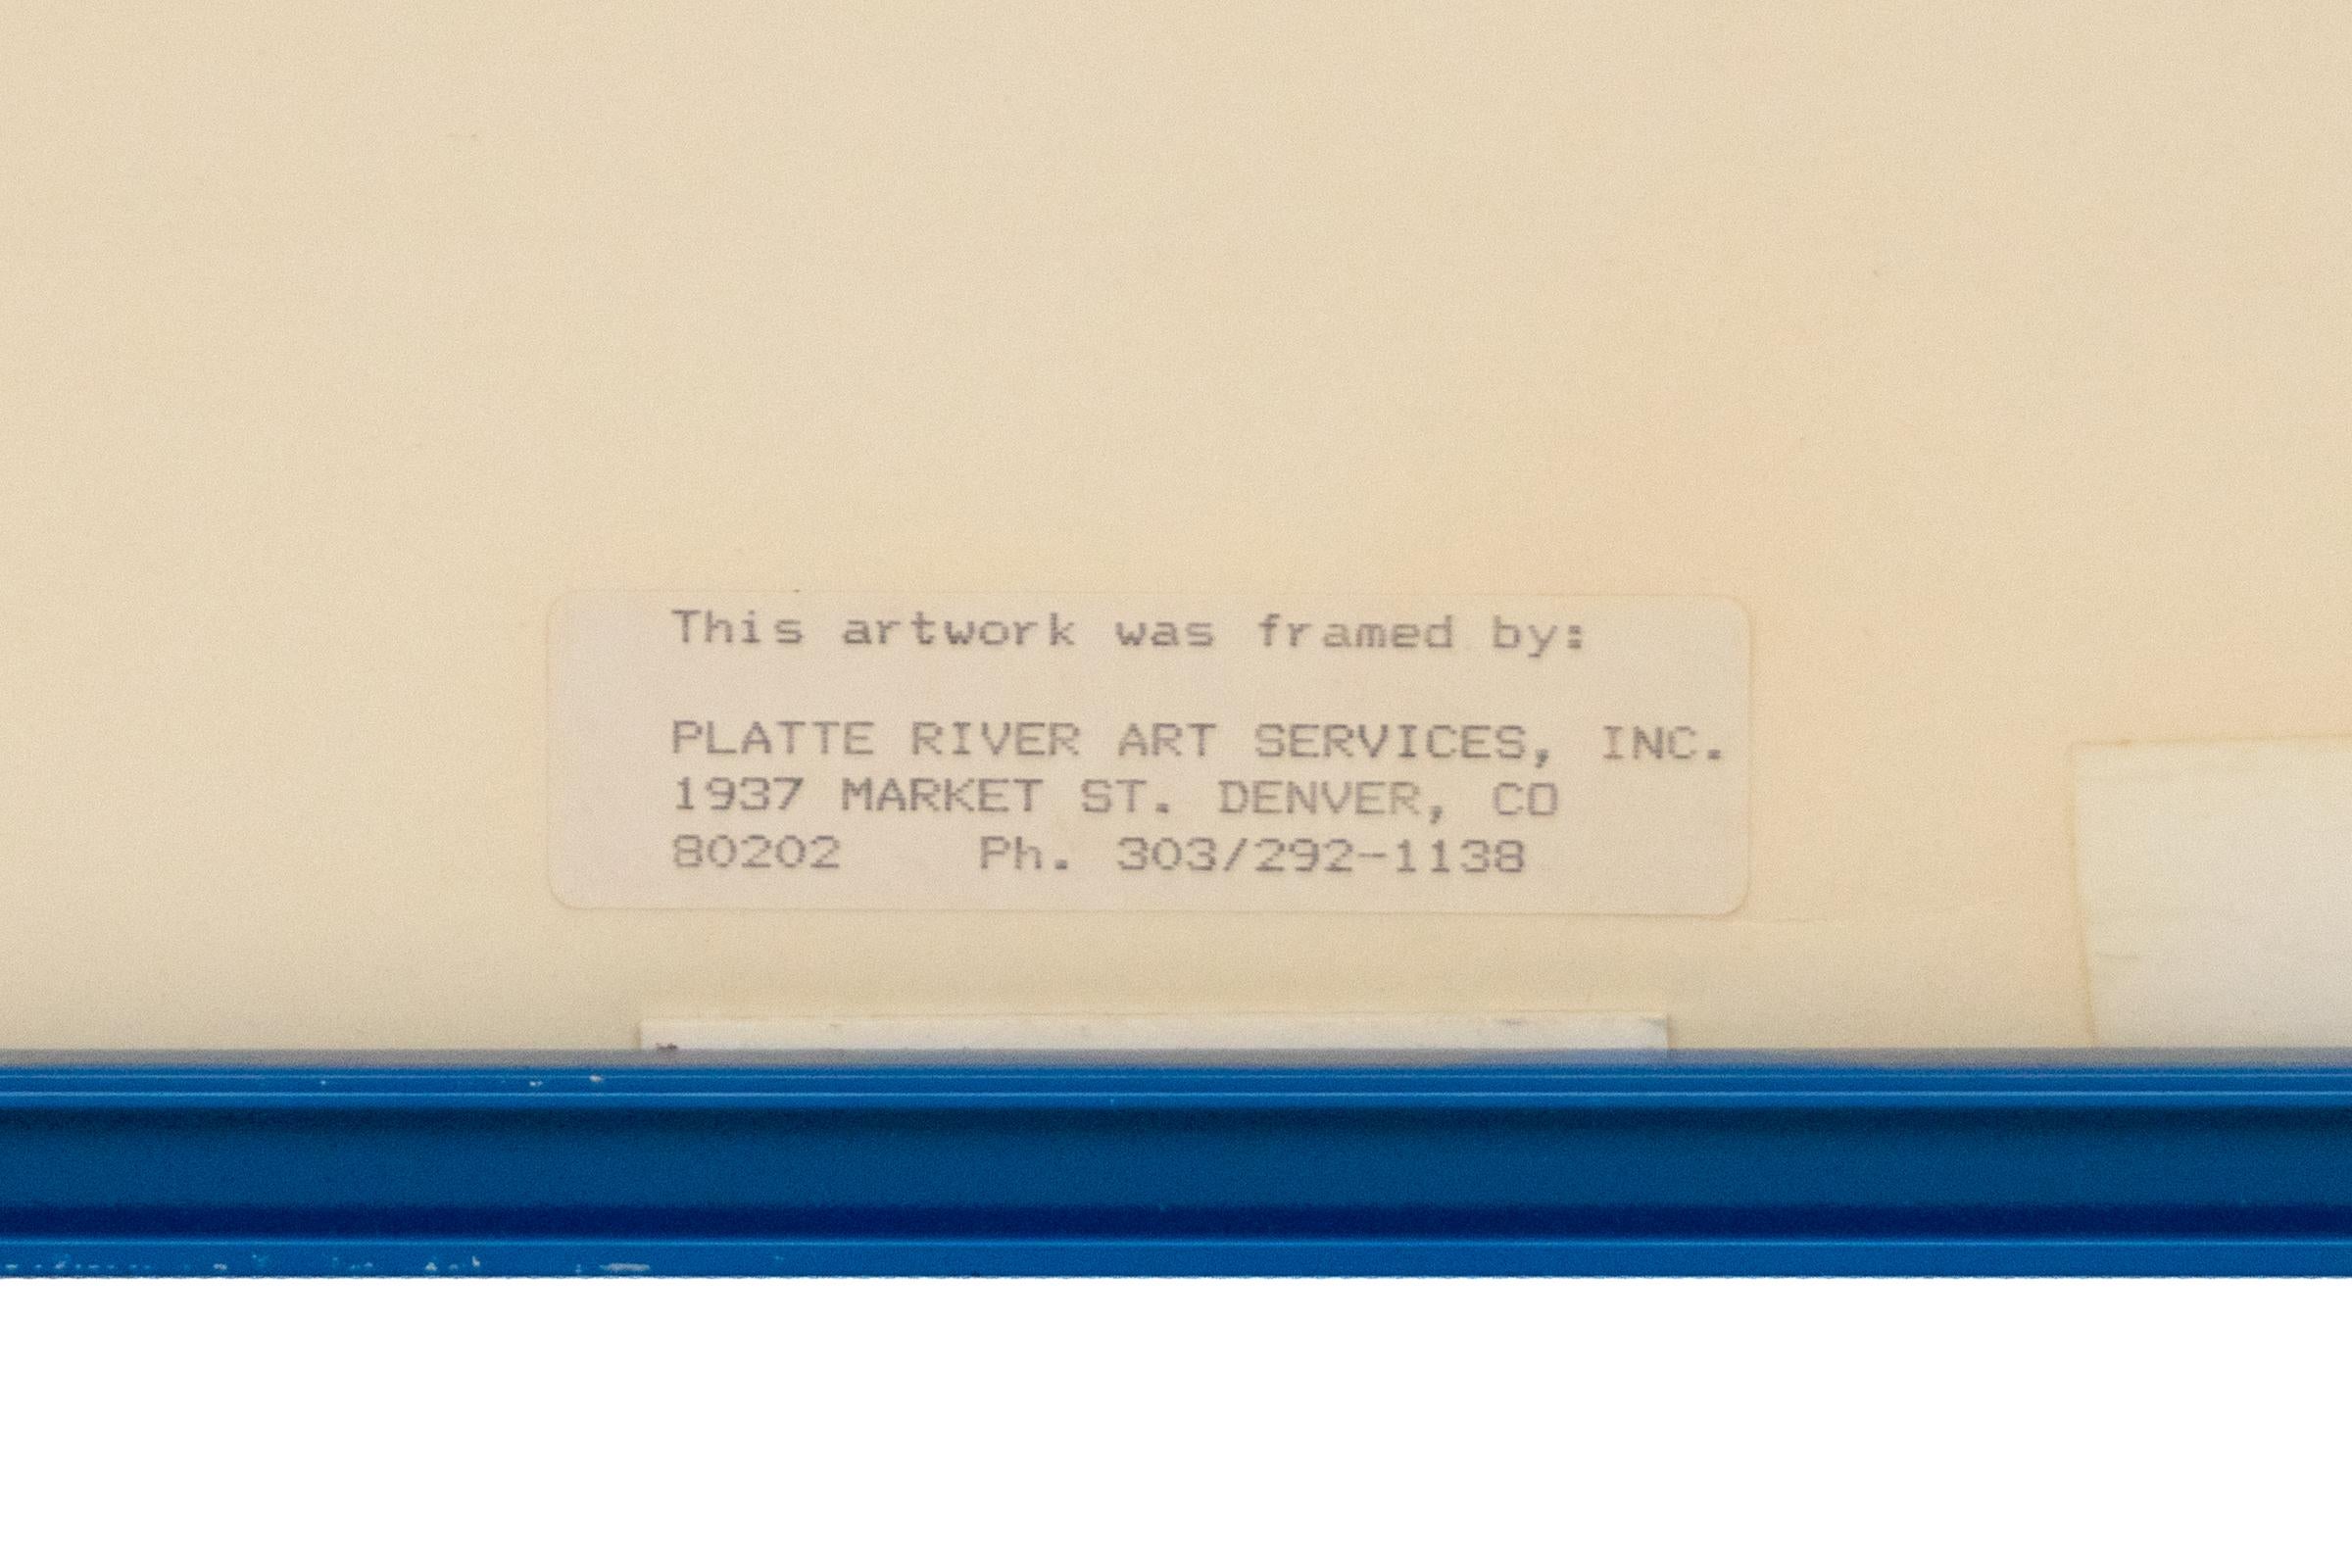 This artwork was framed by:
PLATTE RIVER ART SERVICES, INC.
1937 MARKET ST. DENVER, CO
80202    Ph. 303/292-1138